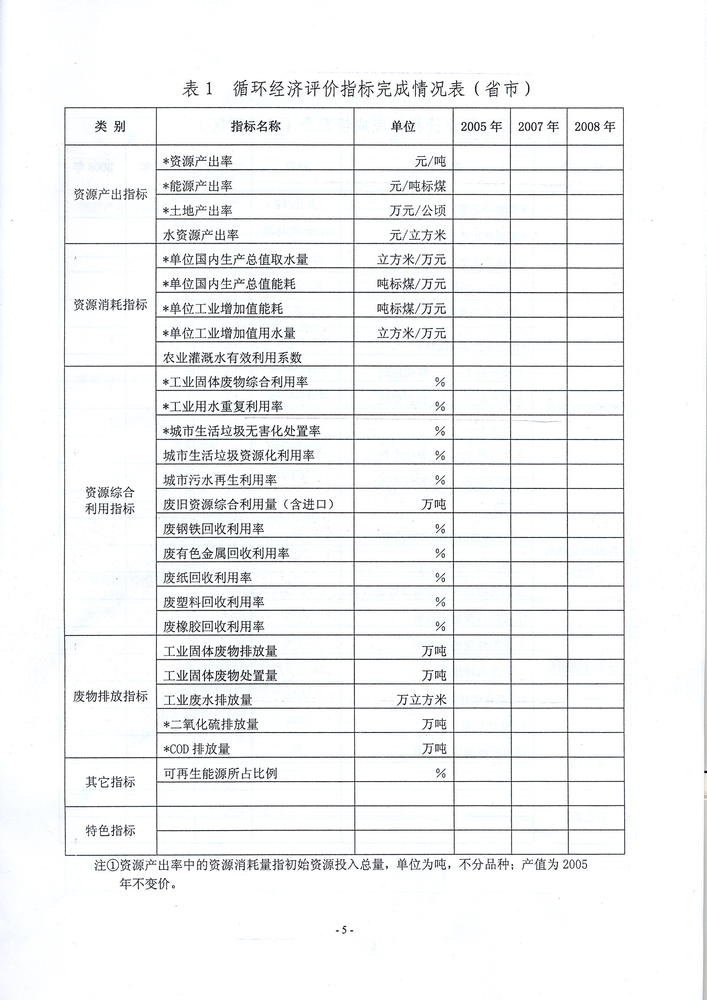 表1 循环经济评价指标完成情况表（省市）
类 别 指标名称 单位 2005年 2007年 2008年
资源产出指标
*资源产出率 元/吨
*能源产出率 元/吨标煤
*土地产出率 万元/公顷
水资源产出率 元/立方米
资源消耗指标
*单位国内生产总值取水量 立方米/万元
*单位国内生产总值能耗 吨标煤/万元
*单位工业增加值能耗 吨标煤/万元
*单位工业增加值用水量 立方米/万元
农业灌溉水有效利用系数
资源综合
利用指标
*工业固体废物综合利用率 %
*工业用水重复利用率 %
*城市生活垃圾无害化处置率 %
城市生活垃圾资源化利用率 %
城市污水再生利用率 %
废旧资源综合利用量（含进口） 万吨
废钢铁回收利用率 %
废有色金属回收利用率 %
废纸回收利用率 %
废塑料回收利用率 %
废橡胶回收利用率 %
废物排放指标
工业固体废物排放量 万吨
工业固体废物处置量 万吨
工业废水排放量 万立方米
*二氧化硫排放量 万吨
*COD排放量 万吨
其它指标
可再生能源所占比例 %
特色指标
注①资源产出率中的资源消耗量指初始资源投入总量，单位为吨，不分品种；产值为2005
年不变价。
- 5 -